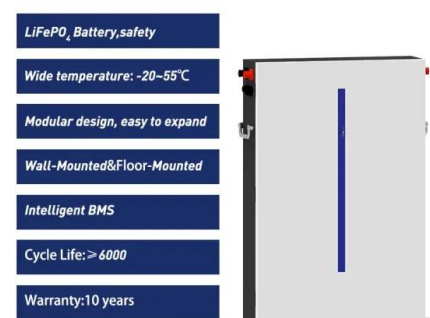 LiFePO₄ Battery,safety
Wide temperature: -20~55℃
Modular design, easy to expand
Wall-Mounted&Floor-Mounted
Intelligent BMS
Cycle Life:≥6000
Warranty:10 years